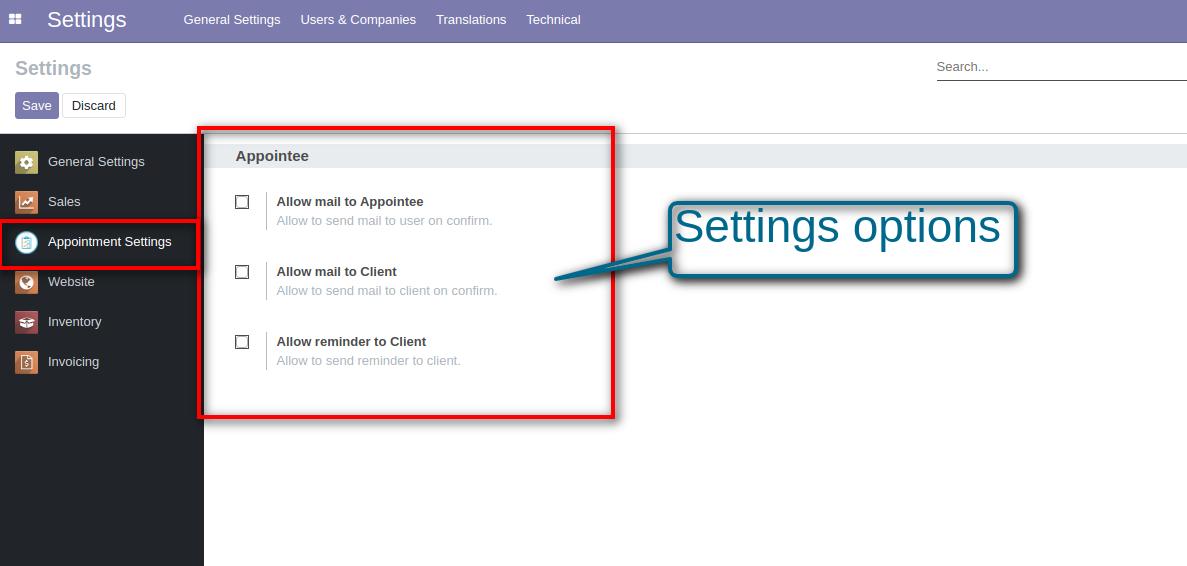 Settings General Settings Users & Companies Translations Technical
Settings
Search...
Save Discard
General Settings
Sales
Appointment Settings
Website
Inventory
Invoicing
Appointee
Allow mail to Appointee
Allow to send mail to user on confirm.
Allow mail to Client
Allow to send mail to client on confirm.
Allow reminder to Client
Allow to send reminder to client.
Settings options